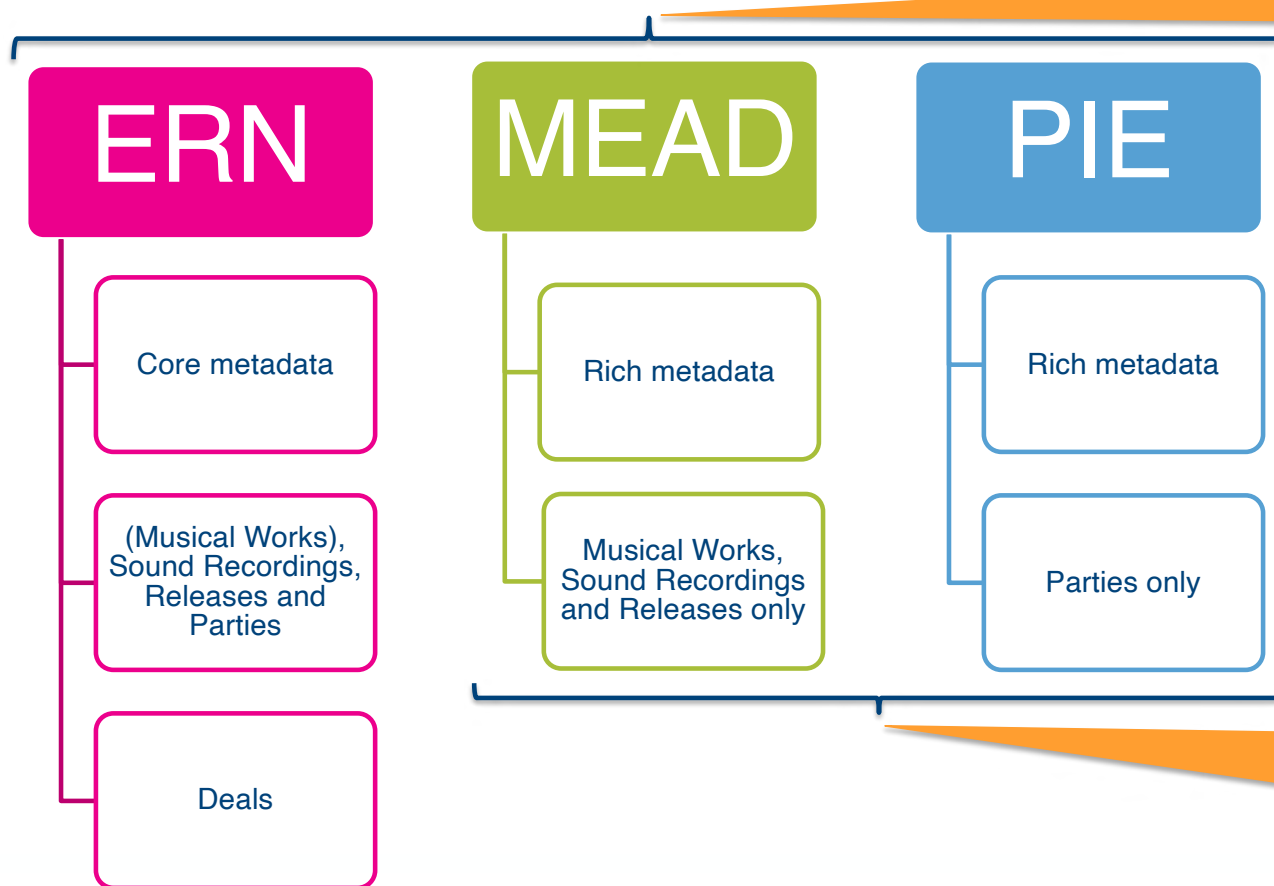 ERN
Core metadata
(Musical Works),
Sound Recordings,
Releases and
Parties
Deals
MEAD
Rich metadata
Musical Works,
Sound Recordings
and Releases only
PIE
Rich metadata
Parties only